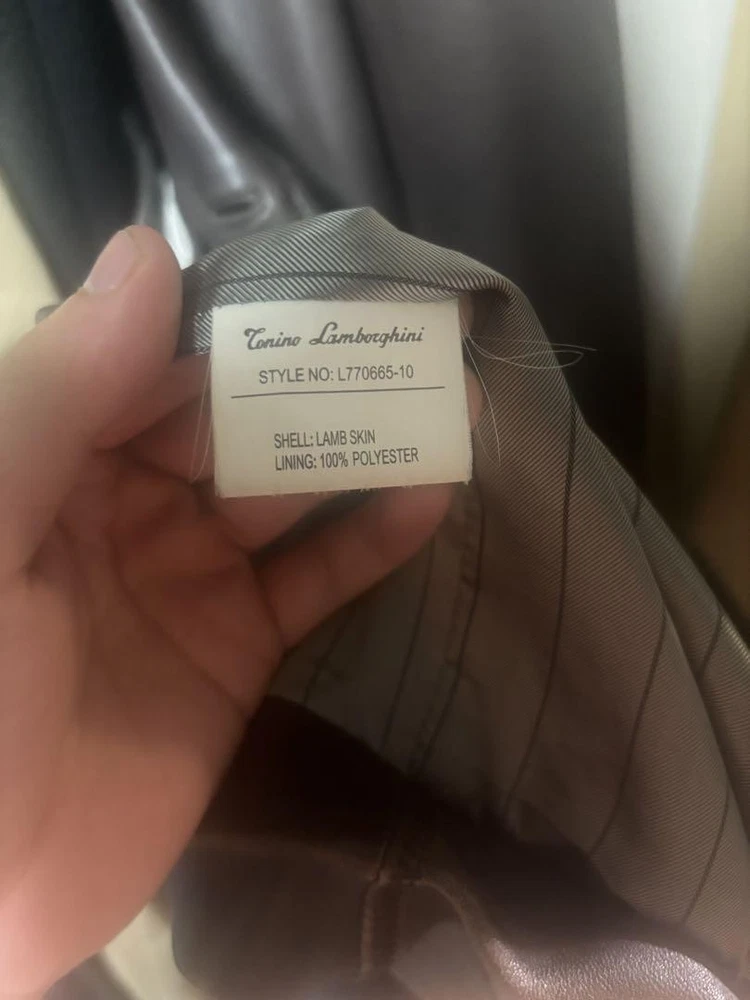 Tonino Lamborghini
STYLE NO: L770665-10
SHELL: LAMB SKIN
LINING: 100% POLYESTER